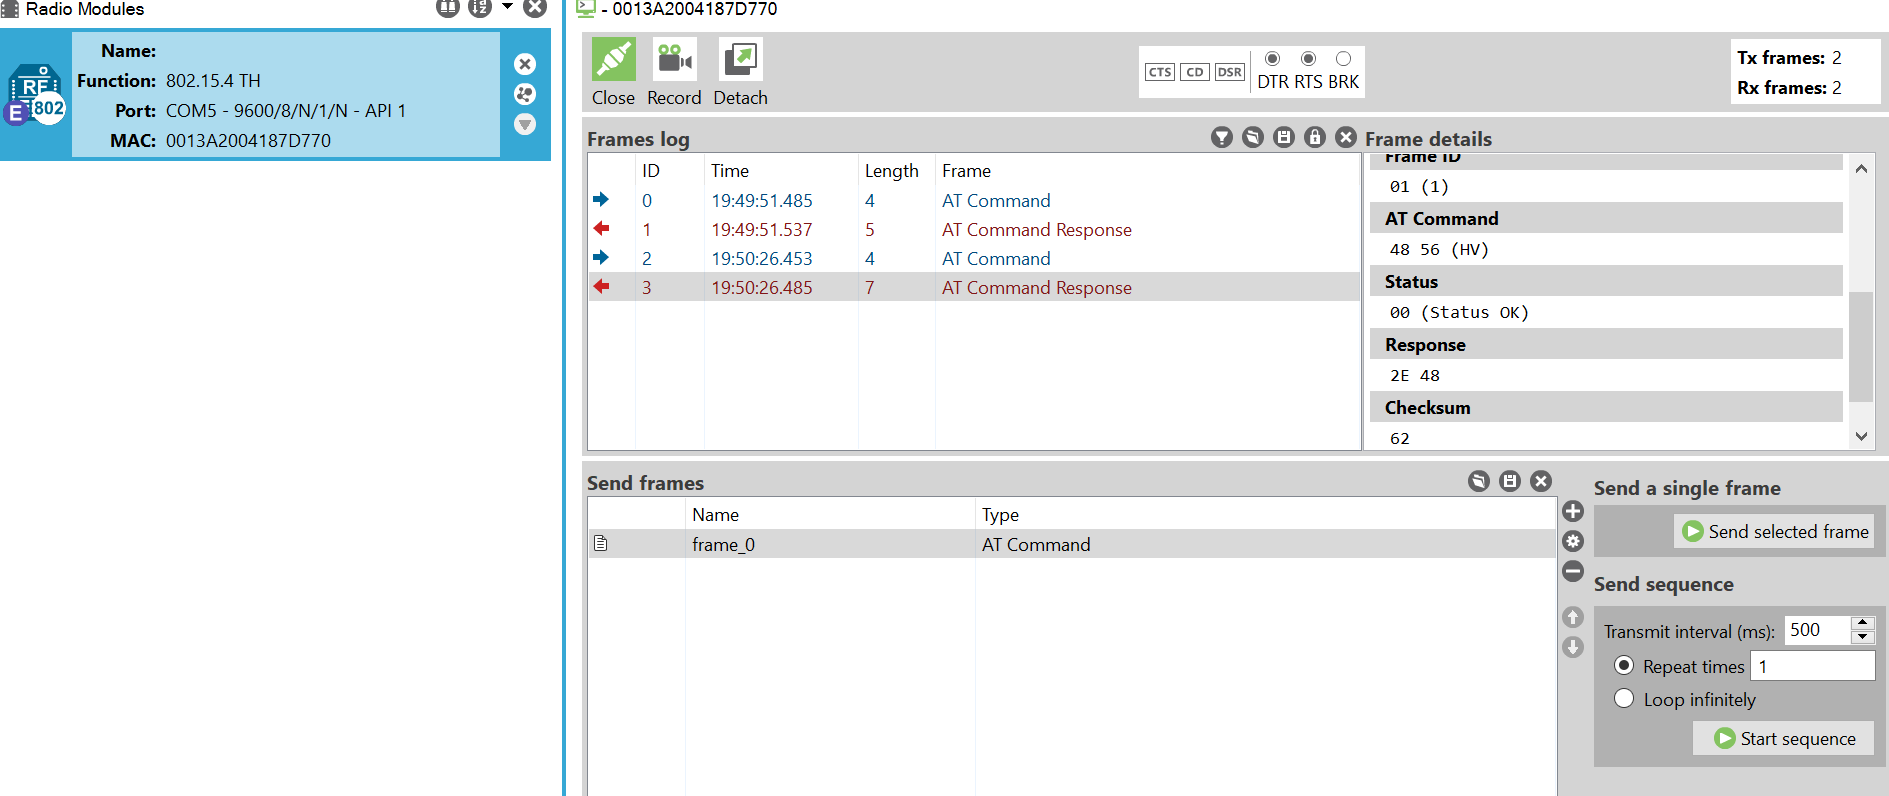 Radio Modules
Name:
Function: 802.15.4 TH
Port: COM5 - 9600/8/N/1/N - API 1
MAC: 0013A2004187D770
RF
E
802
- 0013A2004187D770
Close Record Detach
CTS CD DSR
DTR RTS BRK
Tx frames: 2
Rx frames: 2
Frames log
ID Time Length Frame
0 19:49:51.485 4 AT Command
1 19:49:51.537 5 AT Command Response
2 19:50:26.453 4 AT Command
3 19:50:26.485 7 AT Command Response
Frame details
Frame ID
01 (1)
AT Command
48 56 (HV)
Status
00 (Status OK)
Response
2E 48
Checksum
62
Send frames
Name Type
frame_0 AT Command
Send a single frame
Send selected frame
Send sequence
Transmit interval (ms): 500
Repeat times 1
Loop infinitely
Start sequence